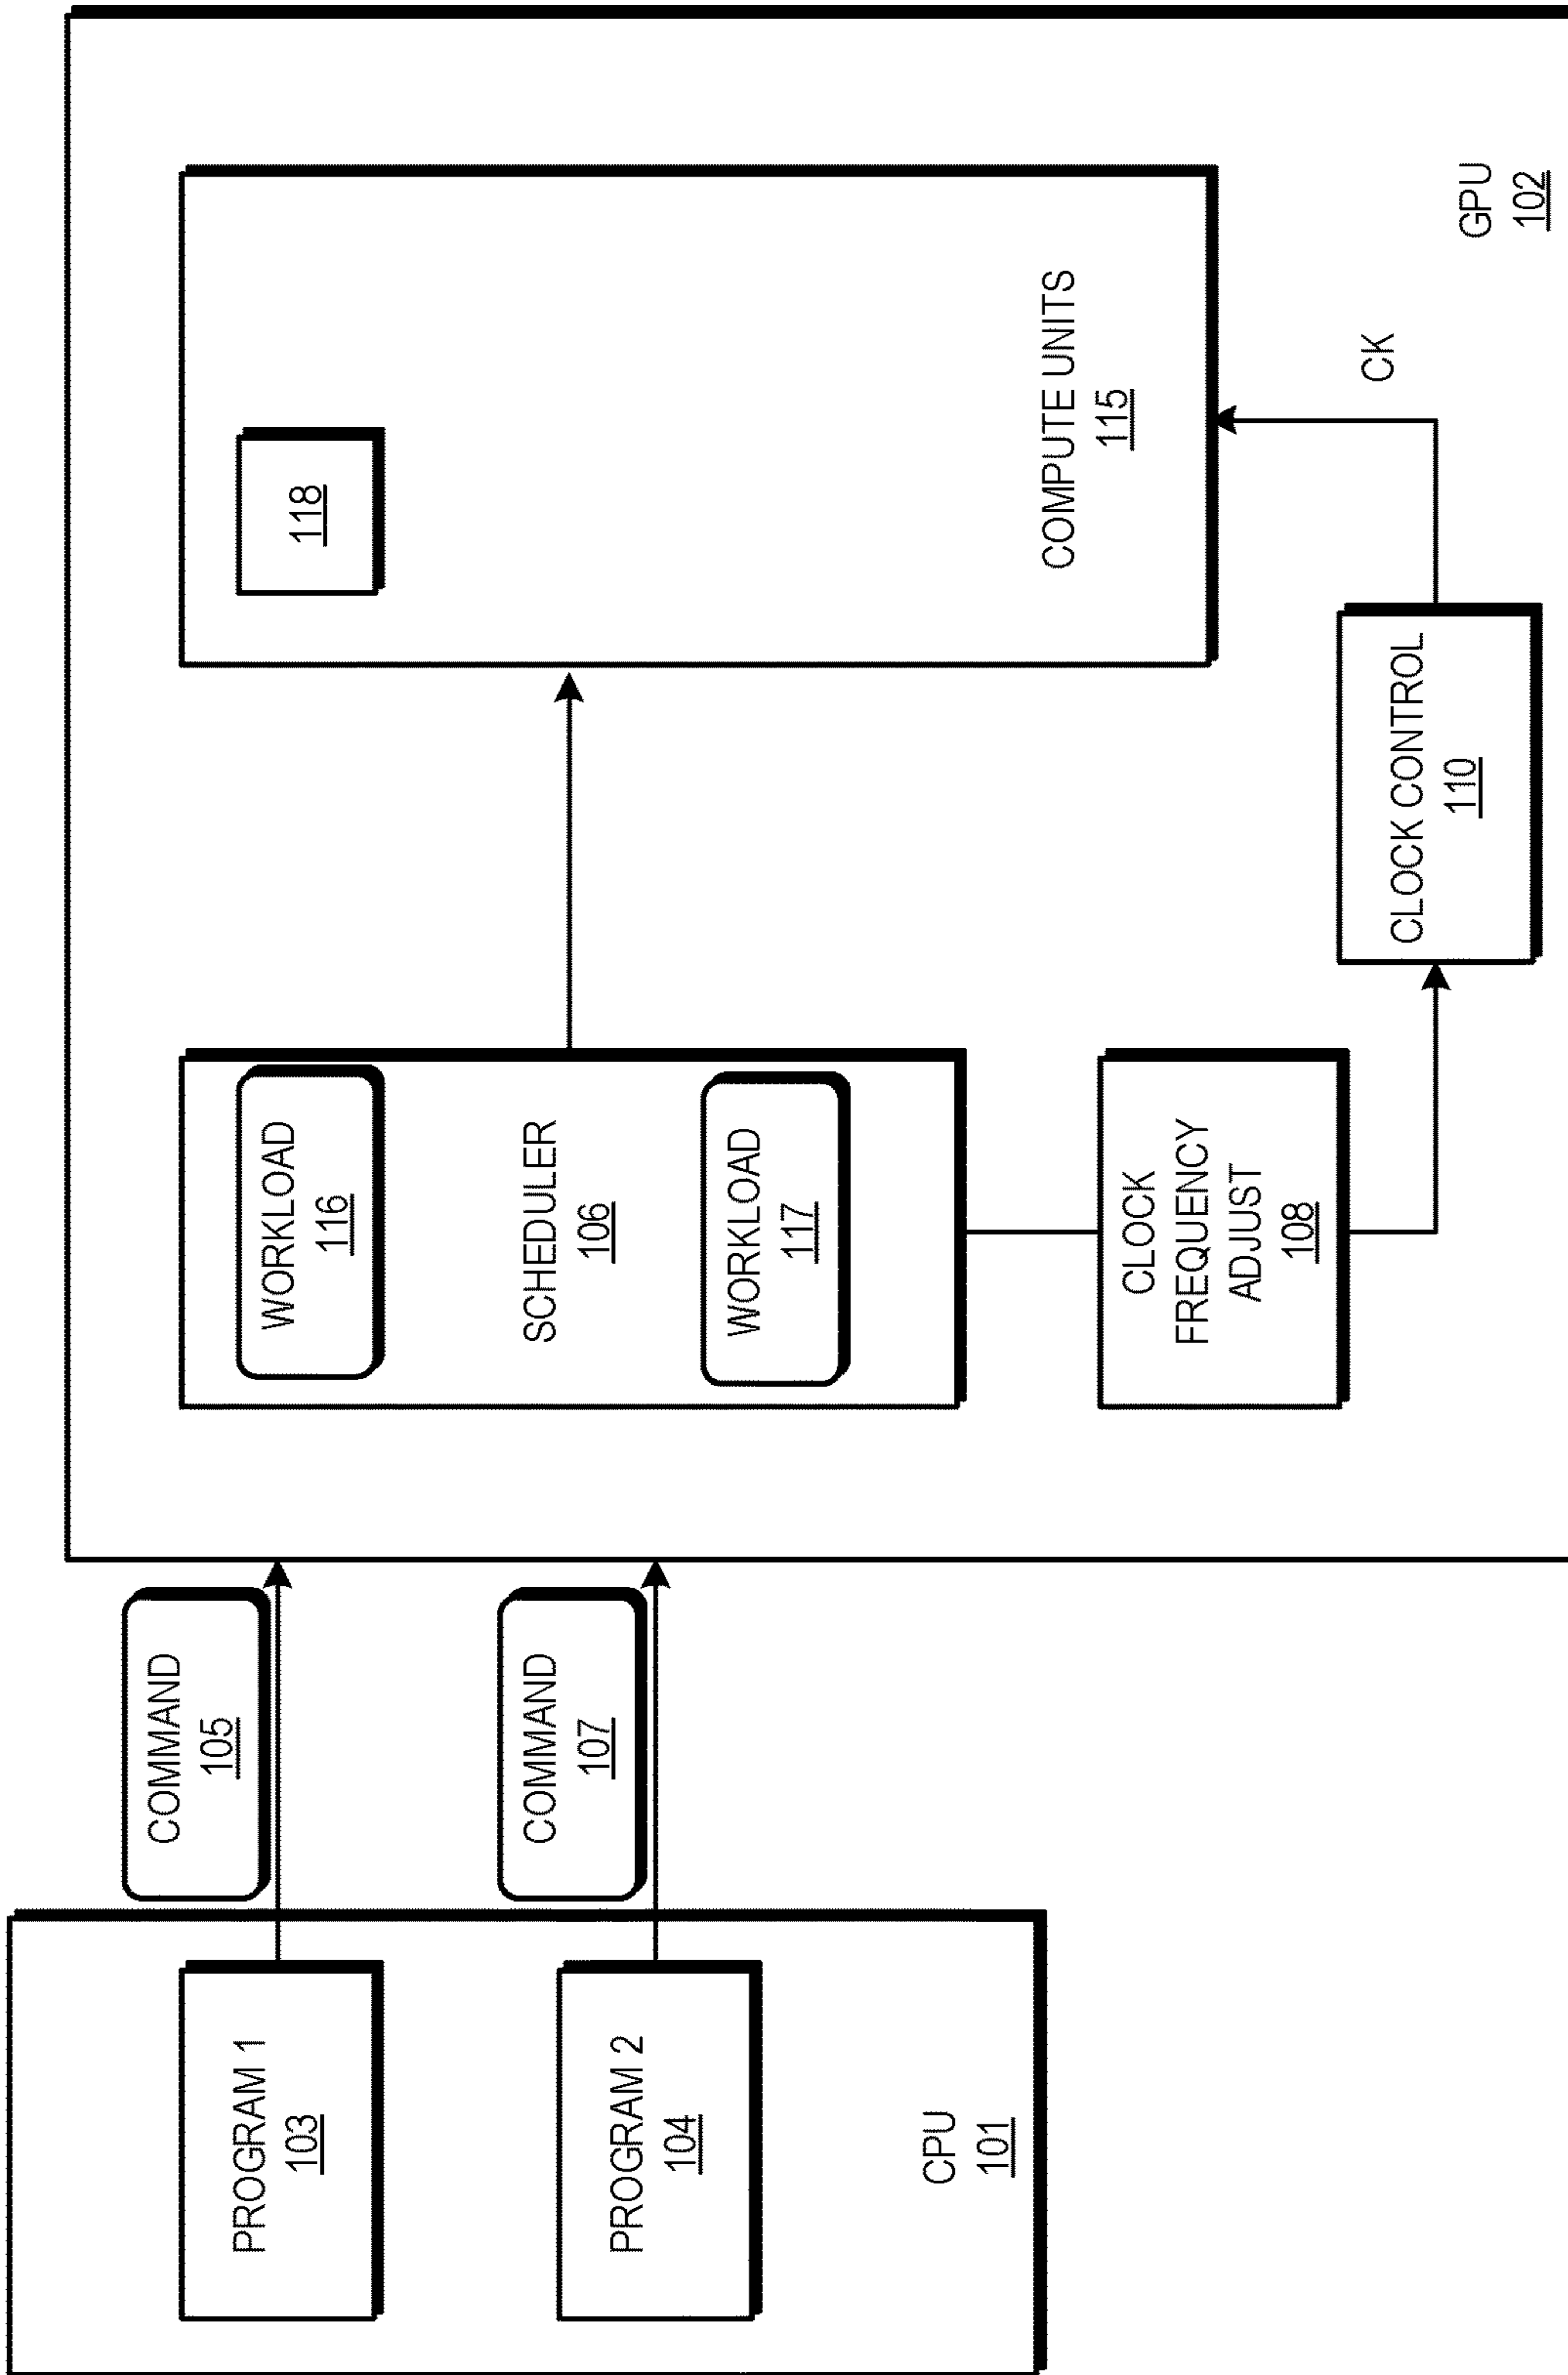 PROGRAM 1
103
PROGRAM 2
104
CPU
101
COMMAND
105
COMMAND
107
WORKLOAD
116
SCHEDULER
106
WORKLOAD
117
CLOCK
FREQUENCY
ADJUST
108
CLOCK CONTROL
110
118
COMPUTE UNITS
115
CK
GPU
102